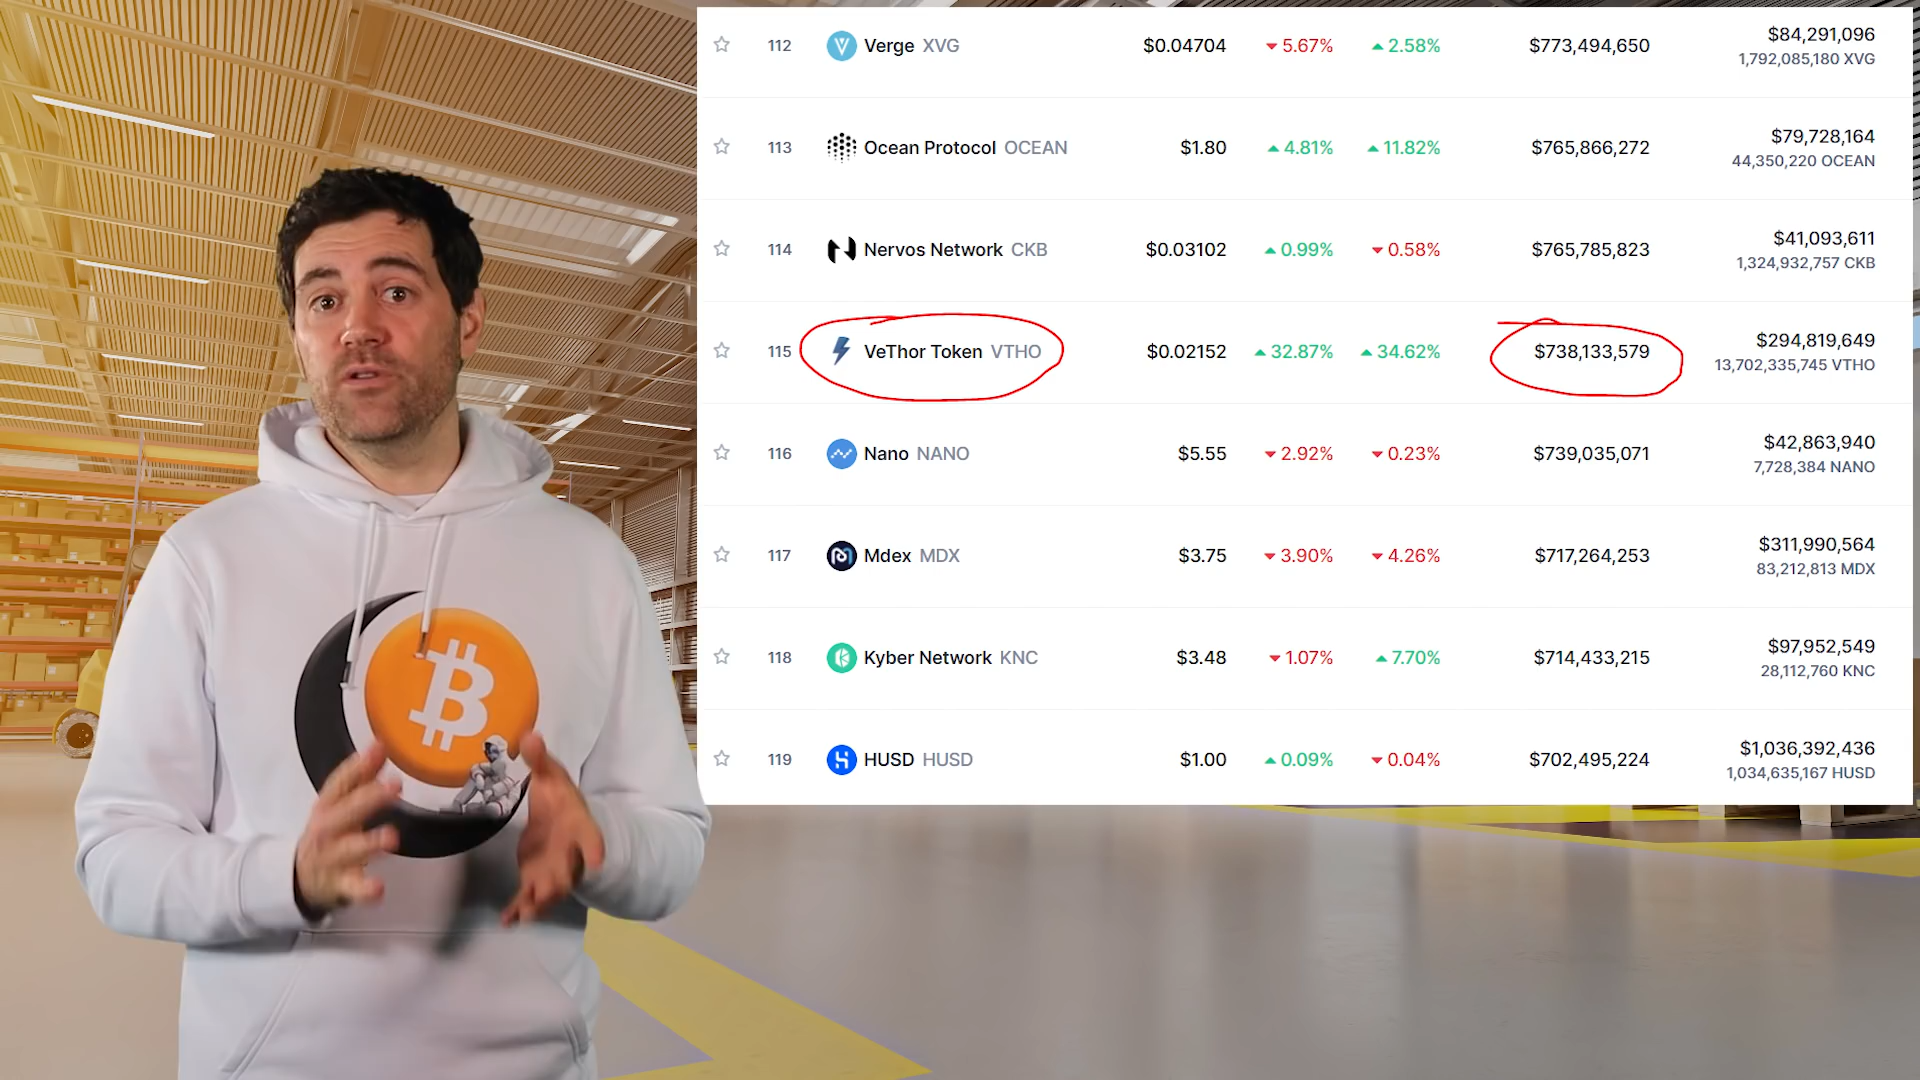 112 Verge XVG $0.04704 5.67% 2.58% $773,494,650 $84,291,096
1,792,085,180 XVG
113 Ocean Protocol OCEAN $1.80 4.81% 11.82% $765,866,272 $79,728,164
44,350,220 OCEAN
114 Nervos Network CKB $0.03102 0.99% 0.58% $765,785,823 $41,093,611
1,324,932,757 CKB
115 VeThor Token VTHO $0.02152 32.87% 34.62% $738,133,579 $294,819,649
13,702,335,745 VTHO
116 Nano NANO $5.55 2.92% 0.23% $739,035,071 $42,863,940
7,728,384 NANO
117 Mdex MDX $3.75 3.90% 4.26% $717,264,253 $311,990,564
83,212,813 MDX
118 Kyber Network KNC $3.48 1.07% 7.70% $714,433,215 $97,952,549
28,112,760 KNC
119 HUSD HUSD $1.00 0.09% 0.04% $702,495,224 $1,036,392,436
1,034,635,167 HUSD